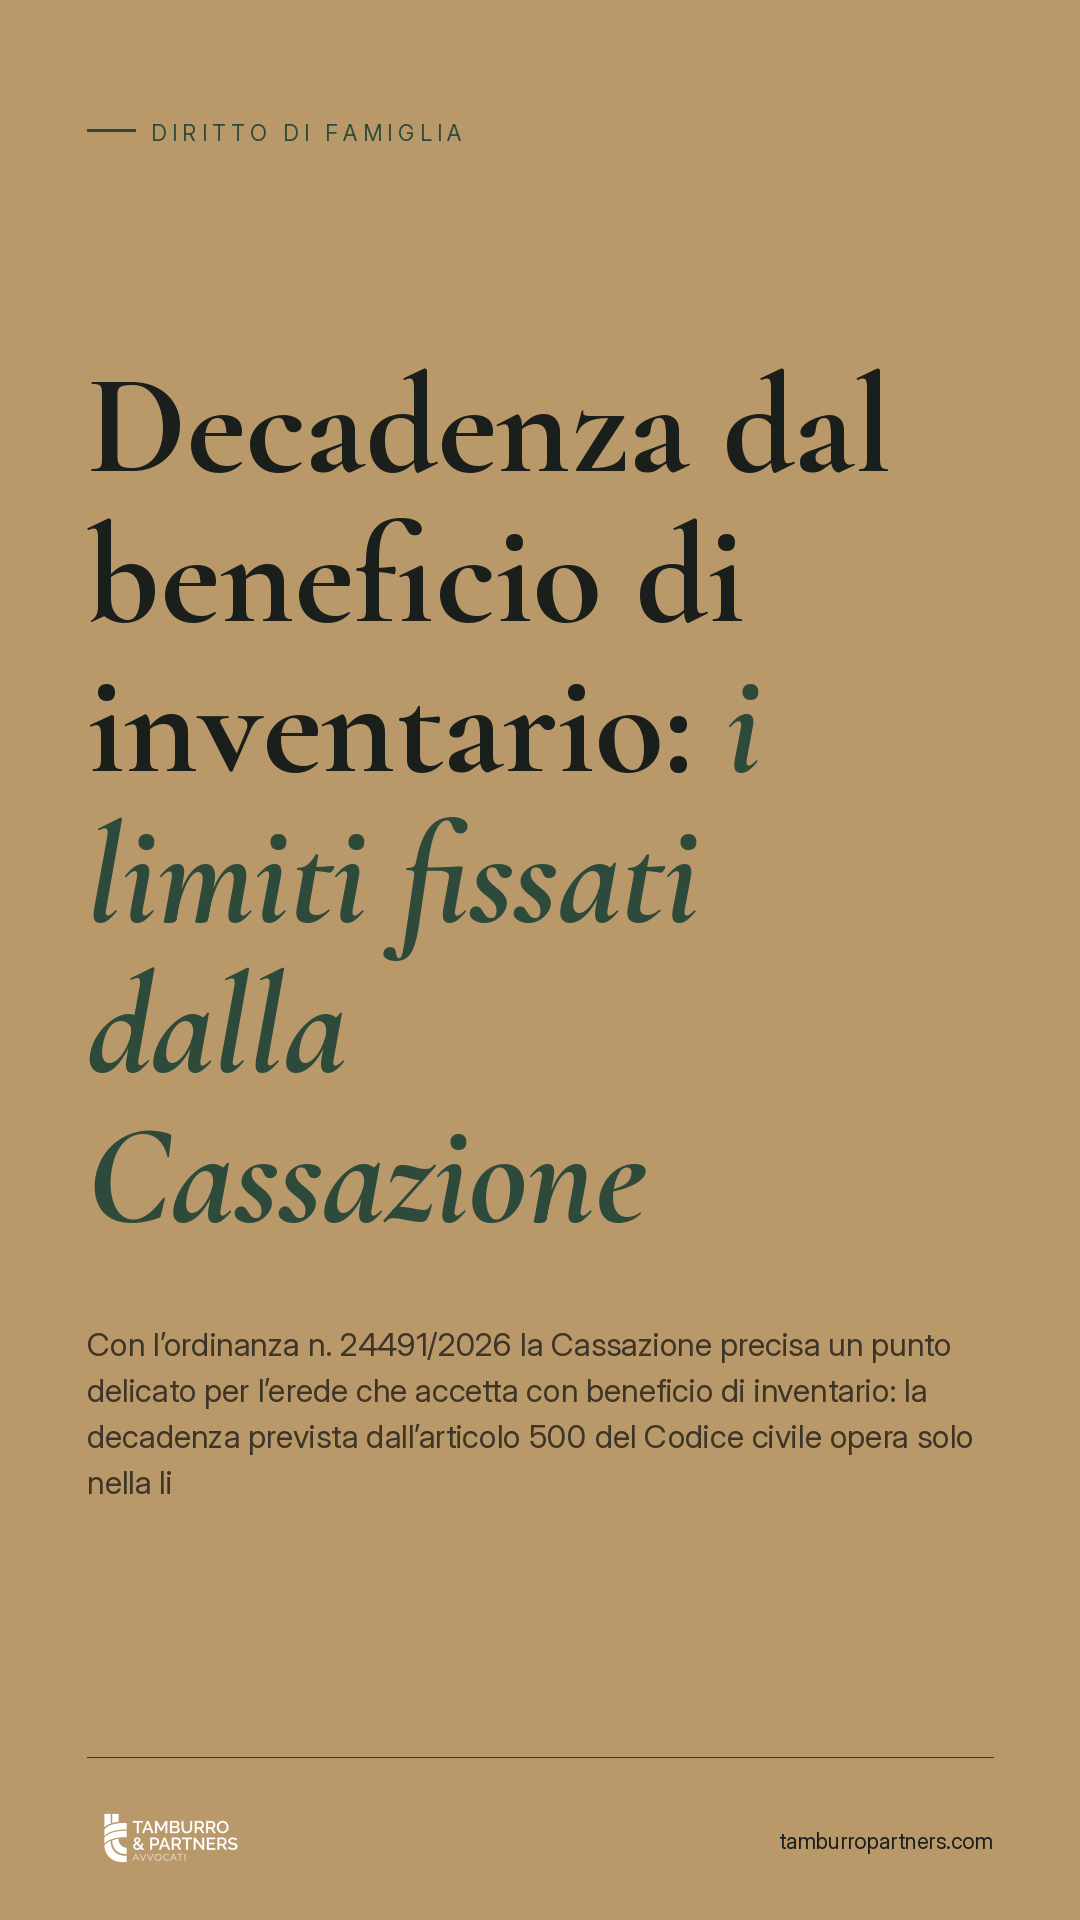 DIRITTO DI FAMIGLIA
Decadenza dal
beneficio di
inventario: i
limiti fissati
dalla
Cassazione
Con l’ordinanza n. 24491/2026 la Cassazione precisa un punto
delicato per l’erede che accetta con beneficio di inventario: la
decadenza prevista dall’articolo 500 del Codice civile opera solo
nella li
TAMBURRO
& PARTNERS
AVVOCATI
tamburropartners.com